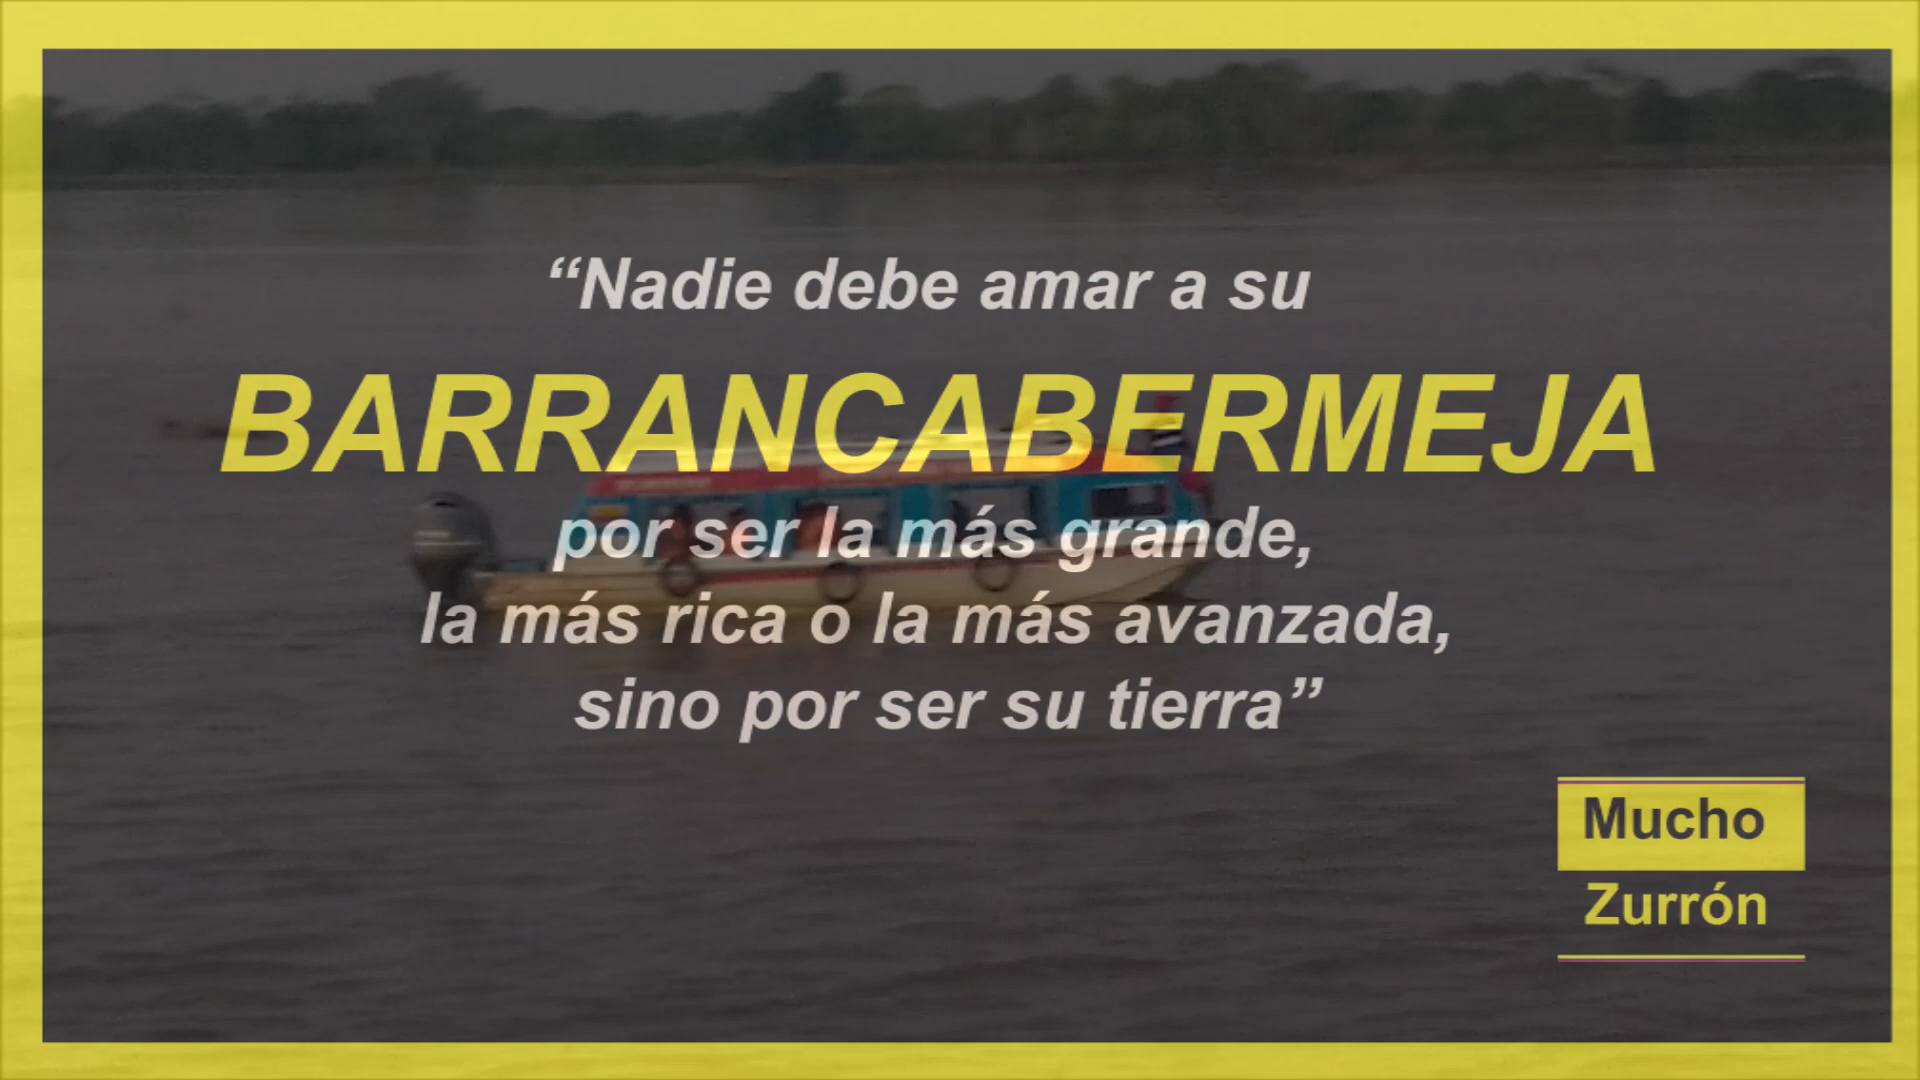 “Nadie debe amar a su
BARRANCABERMEJA
por ser la más grande,
la más rica o la más avanzada,
sino por ser su tierra”
Mucho
Zurrón